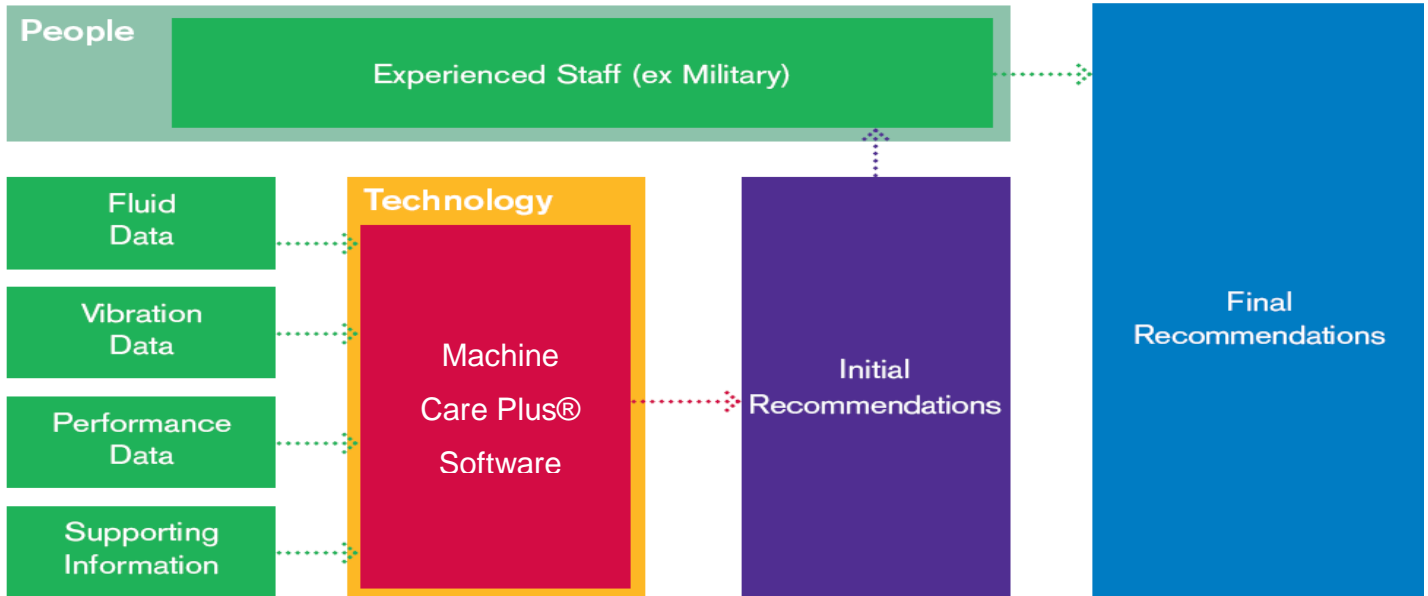 People
Experienced Staff (ex Military)
Fluid
Data
Vibration
Data
Performance
Data
Supporting
Information
Technology
Machine
Care Plus®
Software
Initial
Recommendations
Final
Recommendations